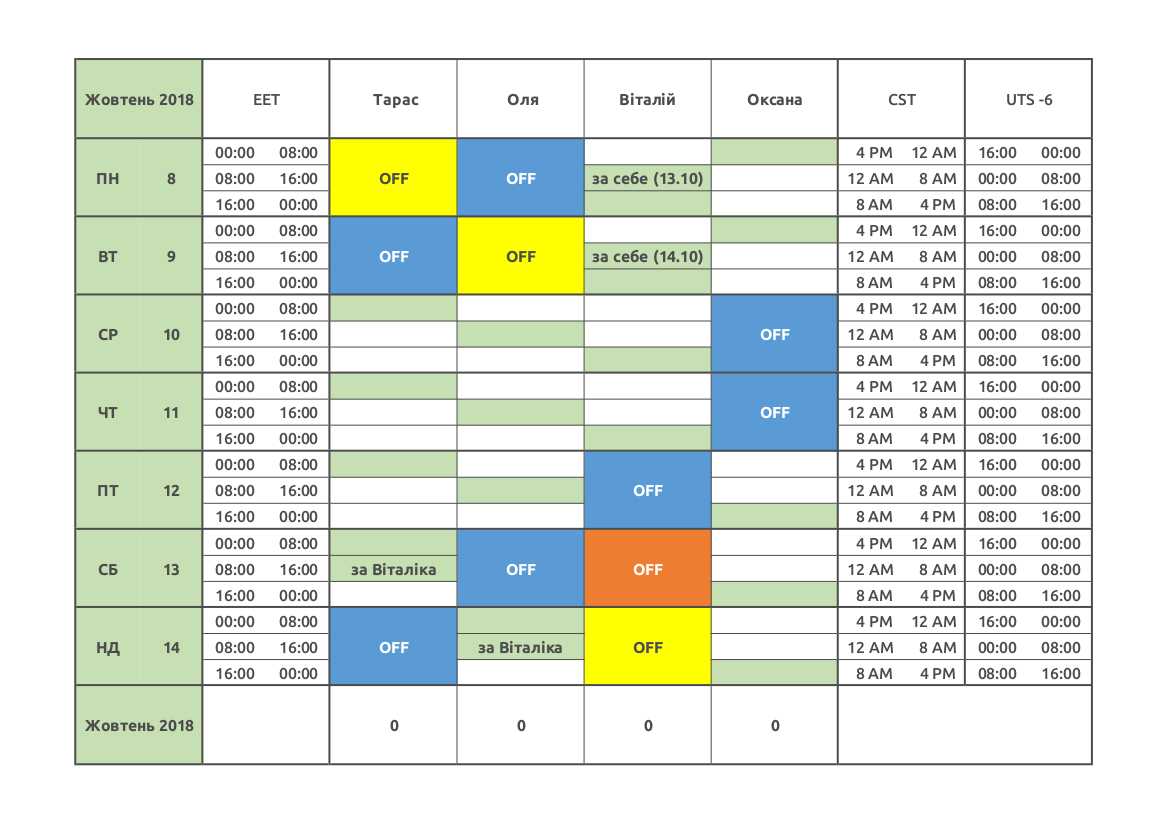 Жовтень 2018 EET Тарас Оля Віталій Оксана CST UTS -6
00:00 08:00 4 PM 12 AM 16:00 00:00
ПН 8 08:00 16:00 OFF OFF за себе (13.10) 12 AM 8 AM 00:00 08:00
16:00 00:00 8 AM 4 PM 08:00 16:00
00:00 08:00 4 PM 12 AM 16:00 00:00
ВТ 9 08:00 16:00 OFF OFF за себе (14.10) 12 AM 8 AM 00:00 08:00
16:00 00:00 8 AM 4 PM 08:00 16:00
00:00 08:00 4 PM 12 AM 16:00 00:00
СР 10 08:00 16:00 OFF 12 AM 8 AM 00:00 08:00
16:00 00:00 8 AM 4 PM 08:00 16:00
00:00 08:00 4 PM 12 AM 16:00 00:00
ЧТ 11 08:00 16:00 OFF 12 AM 8 AM 00:00 08:00
16:00 00:00 8 AM 4 PM 08:00 16:00
00:00 08:00 4 PM 12 AM 16:00 00:00
ПТ 12 08:00 16:00 OFF 12 AM 8 AM 00:00 08:00
16:00 00:00 8 AM 4 PM 08:00 16:00
00:00 08:00 4 PM 12 AM 16:00 00:00
СБ 13 08:00 16:00 за Віталіка OFF OFF 12 AM 8 AM 00:00 08:00
16:00 00:00 8 AM 4 PM 08:00 16:00
00:00 08:00 4 PM 12 AM 16:00 00:00
НД 14 08:00 16:00 OFF за Віталіка OFF 12 AM 8 AM 00:00 08:00
16:00 00:00 8 AM 4 PM 08:00 16:00
Жовтень 2018 0 0 0 0